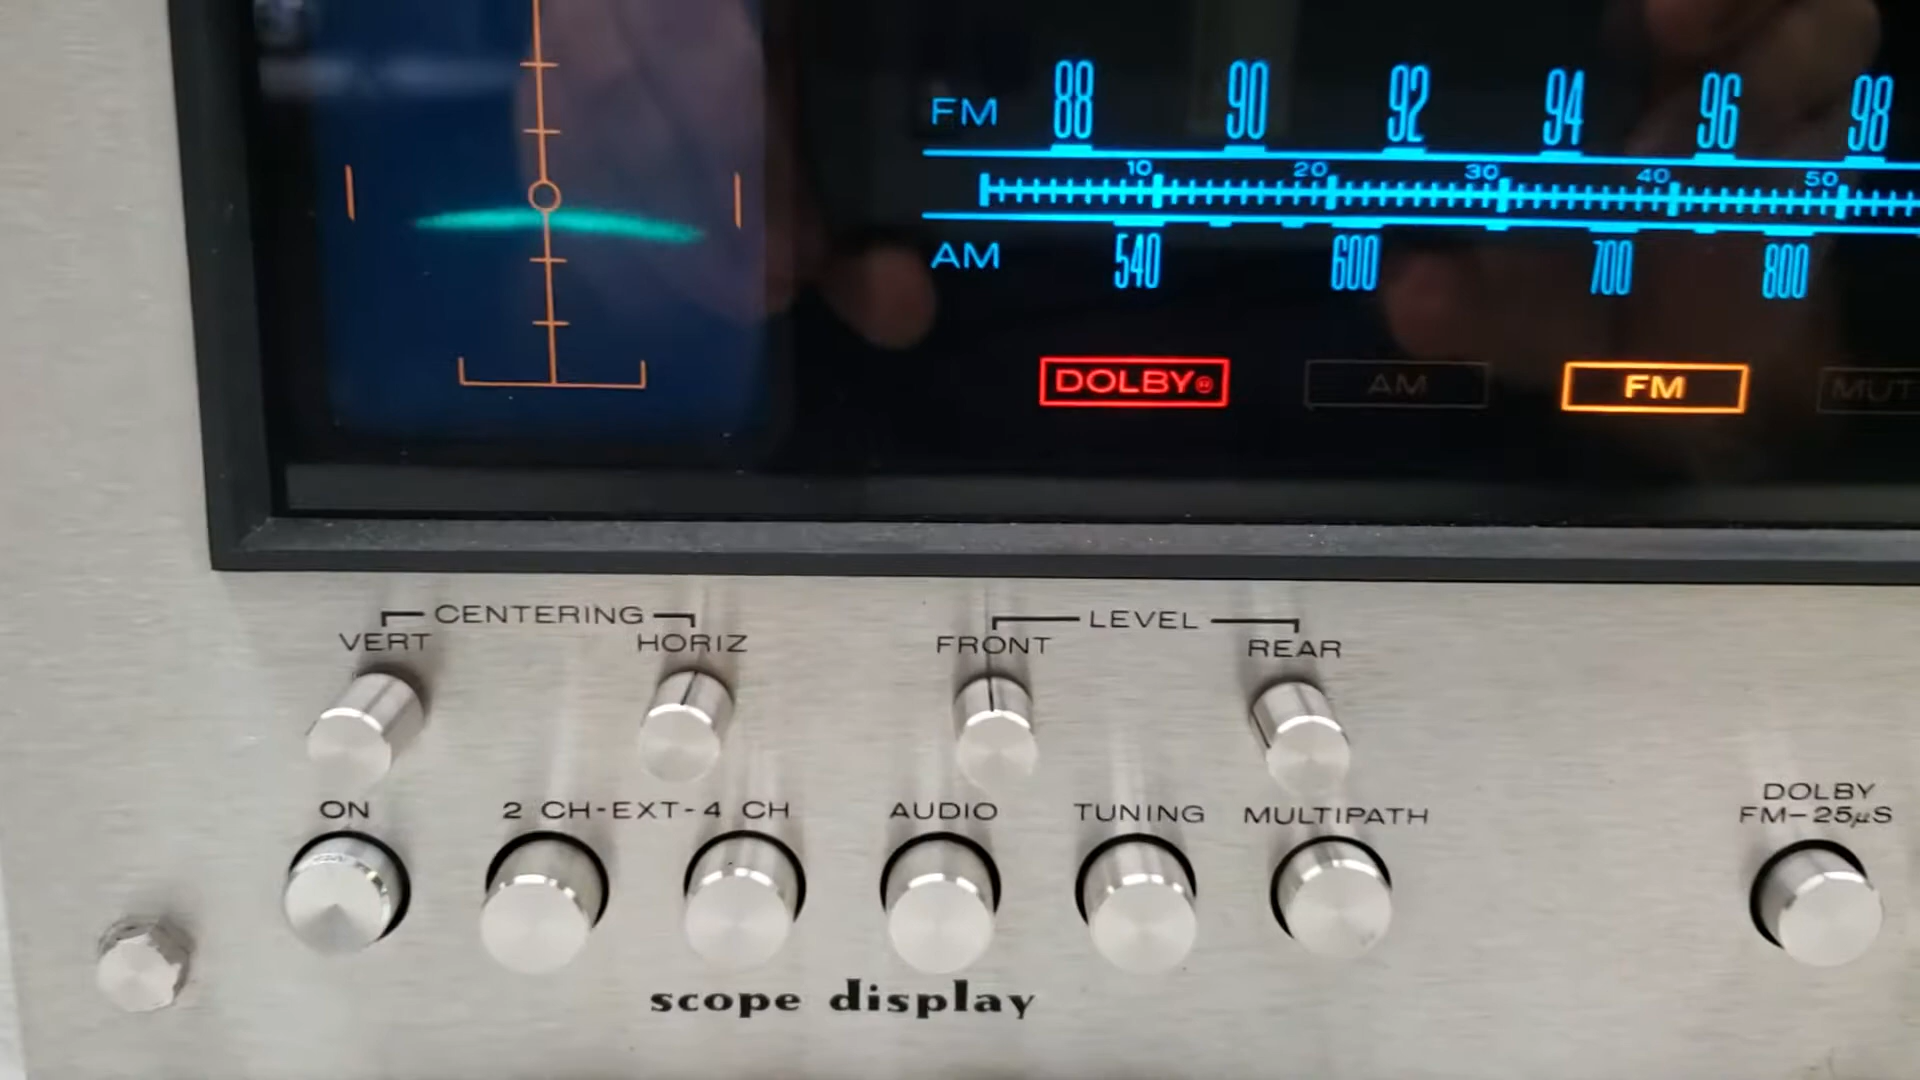 FM 88 90 92 94 96 98
10 20 30 40 50
AM 540 600 700 800
DOLBY AM FM MUT
CENTERING LEVEL
VERT HORIZ FRONT REAR
ON 2 CH-EXT-4 CH AUDIO TUNING MULTIPATH
DOLBY
FM-25µS
scope display